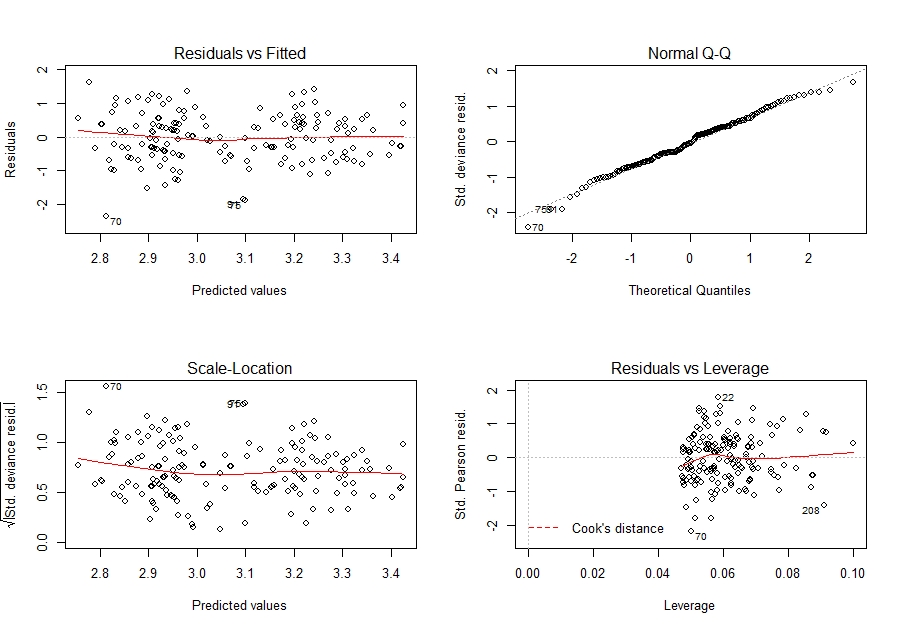 Residuals vs Fitted
Residuals
2
1
0
-1
-2
70
2.8 2.9 3.0 3.1 3.2 3.3 3.4
Predicted values
Normal Q-Q
Std. deviance resid.
2
1
0
-1
-2
70
-2 -1 0 1 2
Theoretical Quantiles
Scale-Location
√|Std. deviance resid.|
1.5
1.0
0.5
0.0
70
2.8 2.9 3.0 3.1 3.2 3.3 3.4
Predicted values
Residuals vs Leverage
Std. Pearson resid.
2
1
0
-1
-2
22
208
70
Cook's distance
0.00 0.02 0.04 0.06 0.08 0.10
Leverage